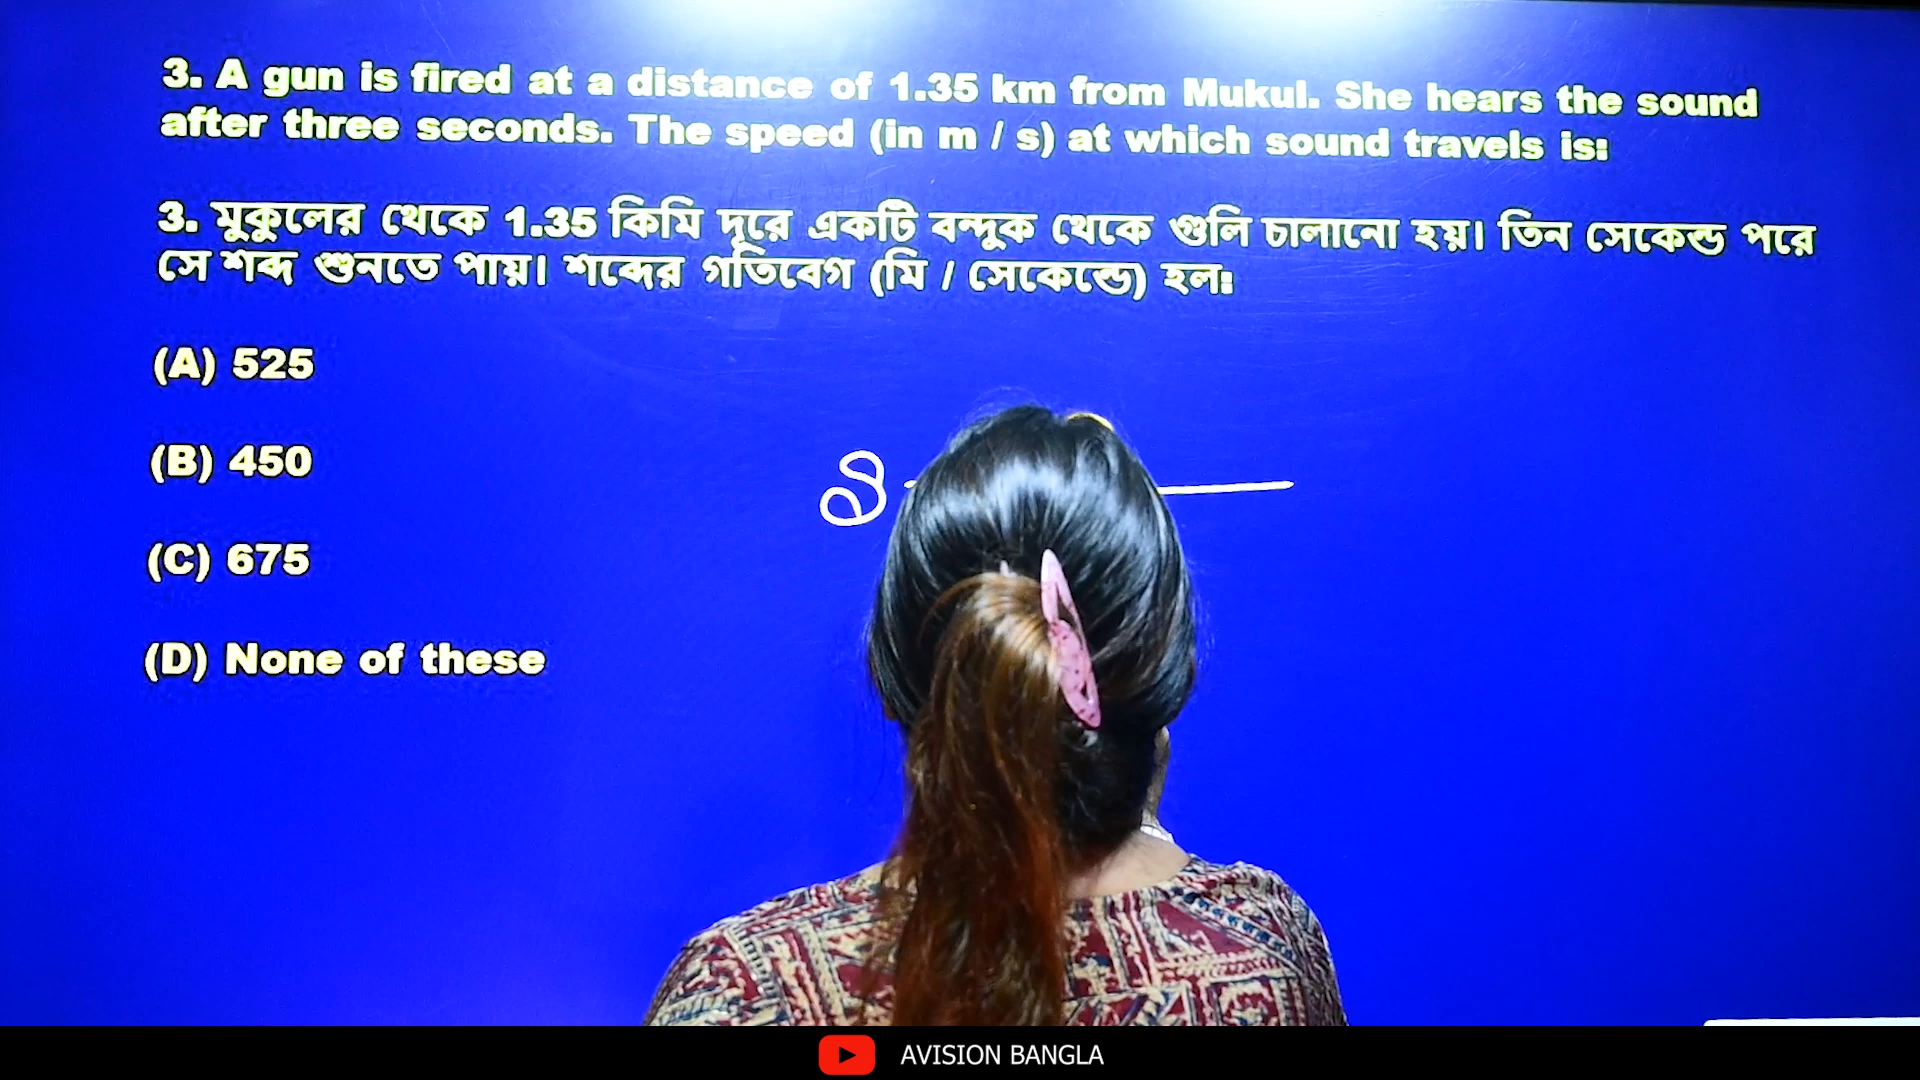 3. A gun is fired at a distance of 1.35 km from Mukul. She hears the sound
after three seconds. The speed (in m / s) at which sound travels is:
3. মুকুলের থেকে 1.35 কিমি দূরে একটি বন্দুক থেকে গুলি চালানো হয়। তিন সেকেন্ড পরে
সে শব্দ শুনতে পায়। শব্দের গতিবেগ (মি / সেকেন্ডে) হল:
(A) 525
(B) 450
(C) 675
(D) None of these
AVISION BANGLA